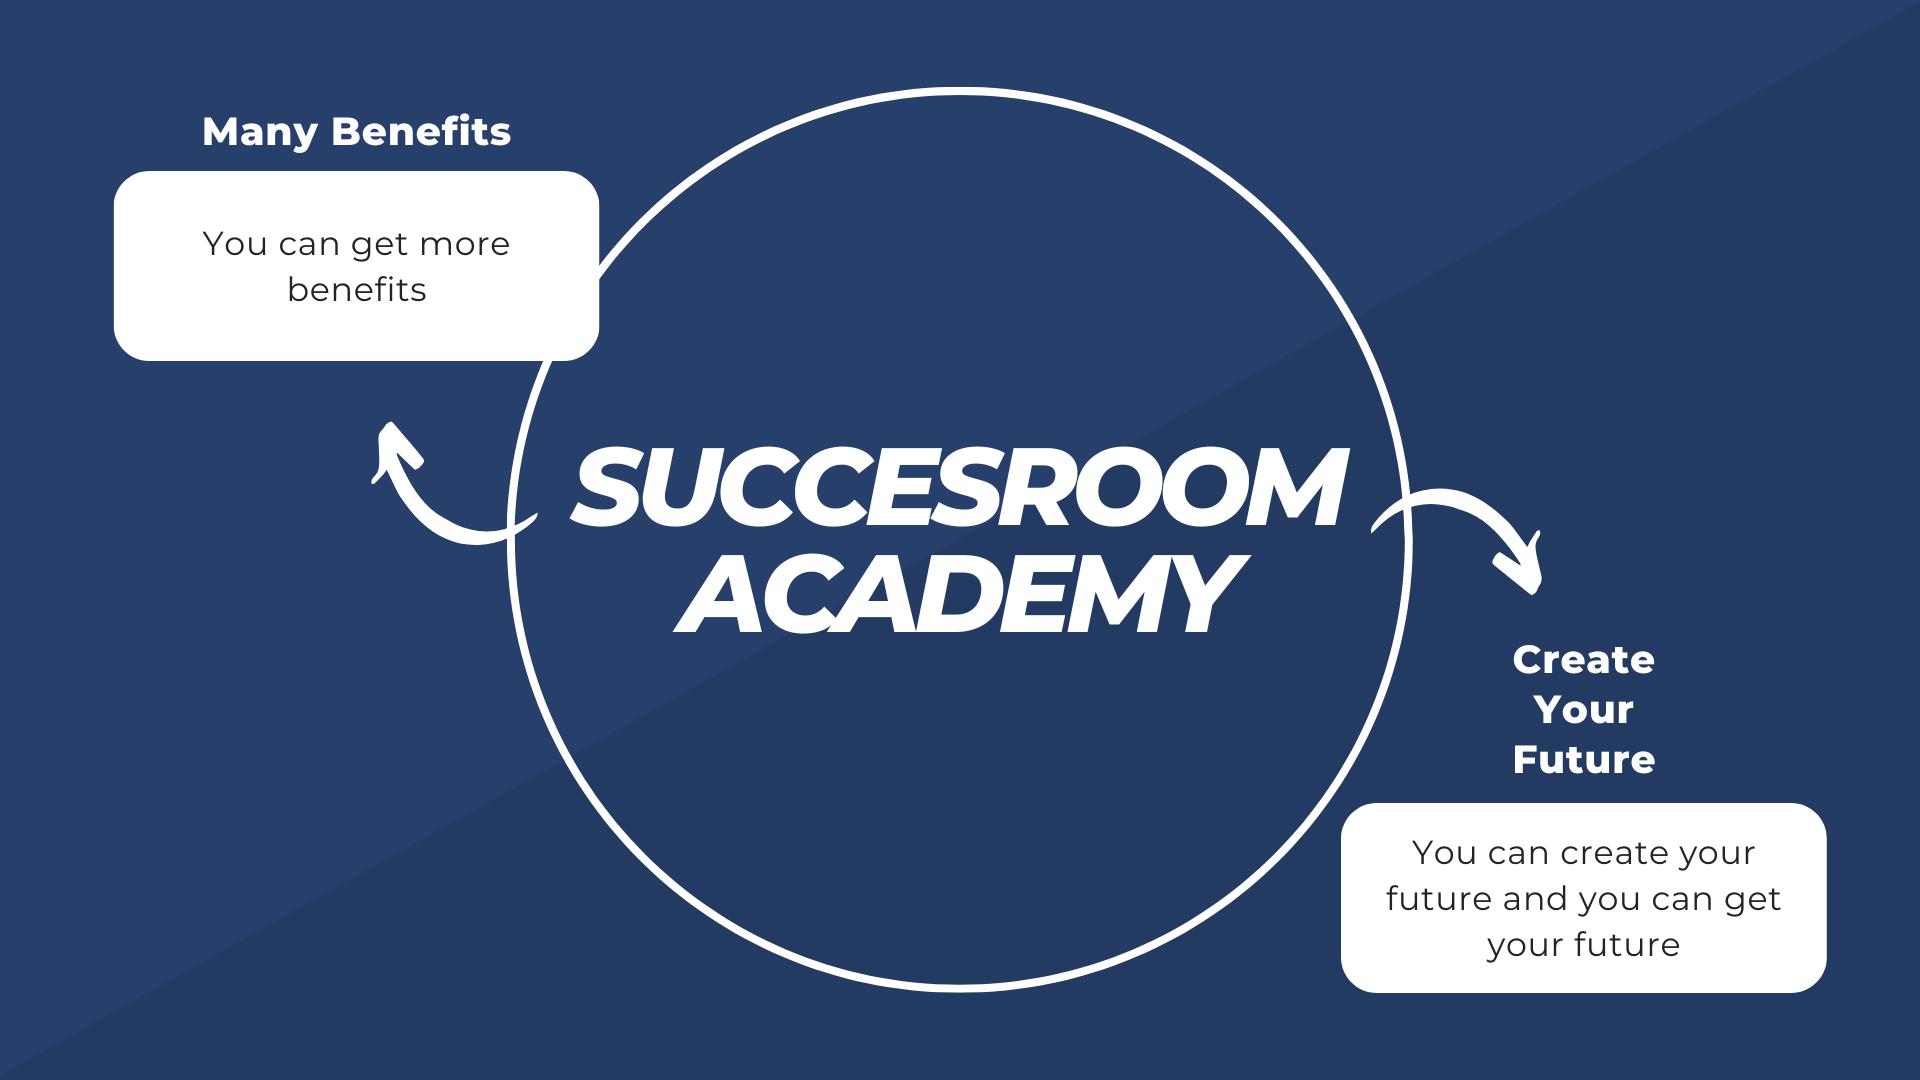 Many Benefits
You can get more
benefits
SUCCESROOM
ACADEMY
Create
Your
Future
You can create your
future and you can get
your future